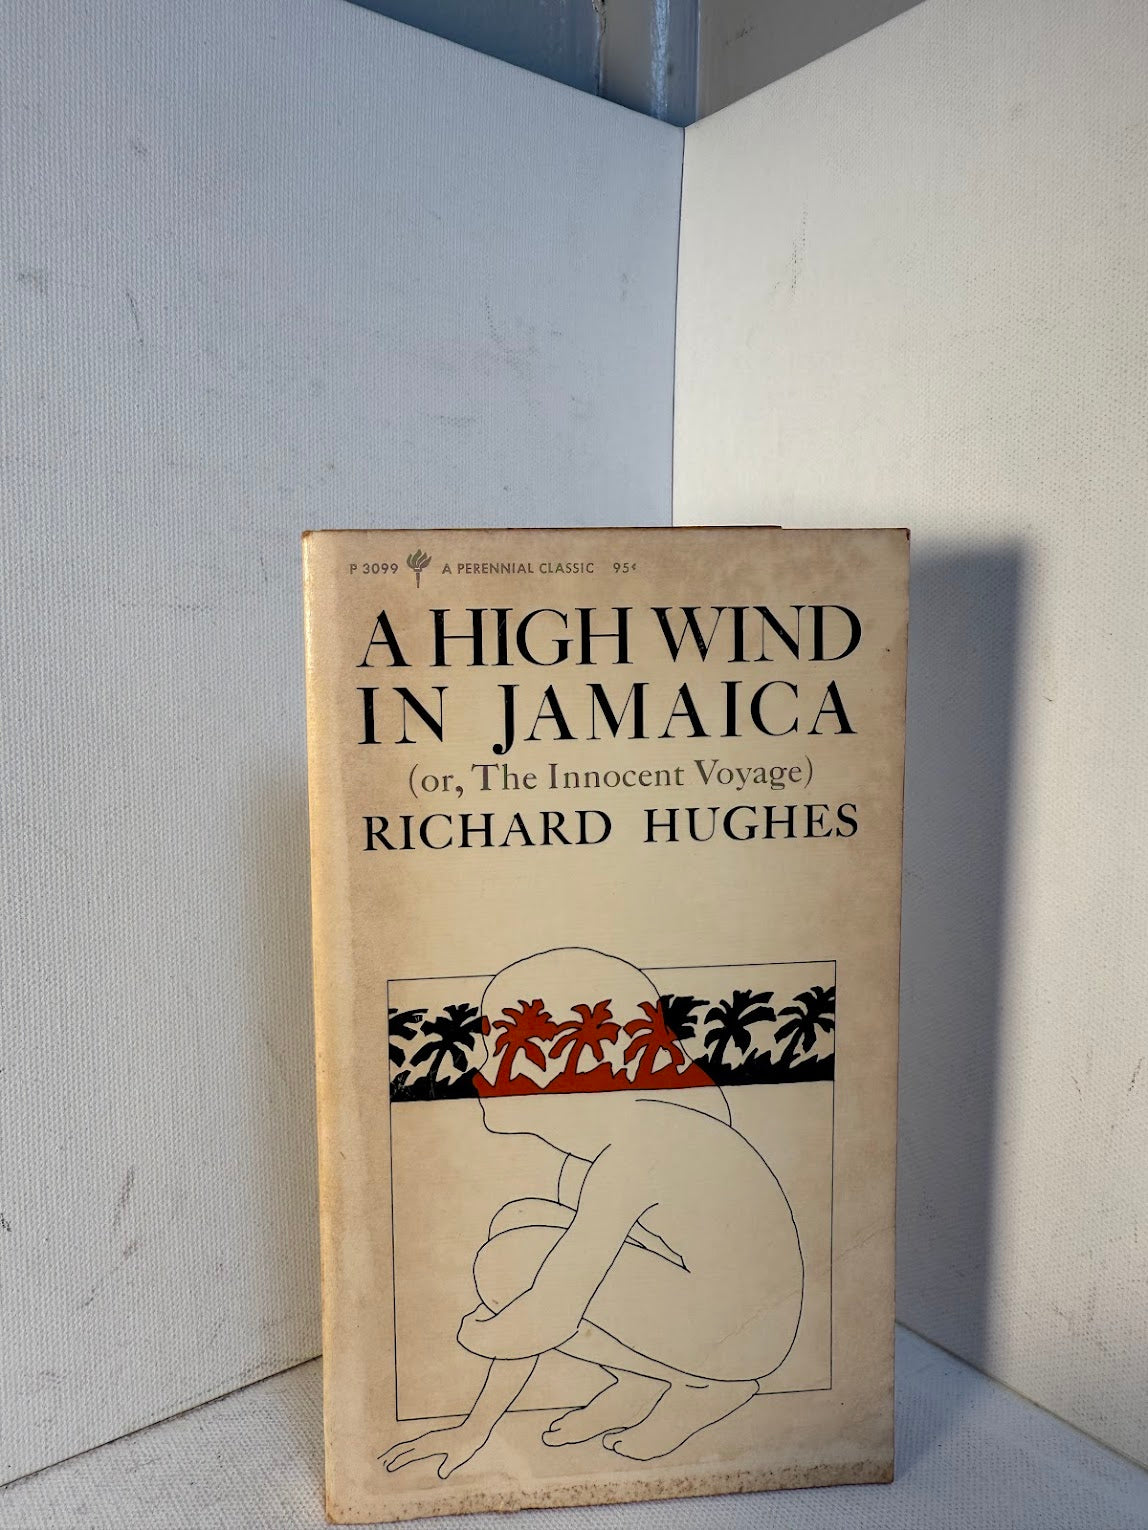 P 3099 A PERENNIAL CLASSIC 95¢
A HIGH WIND
IN JAMAICA
(or, The Innocent Voyage)
RICHARD HUGHES